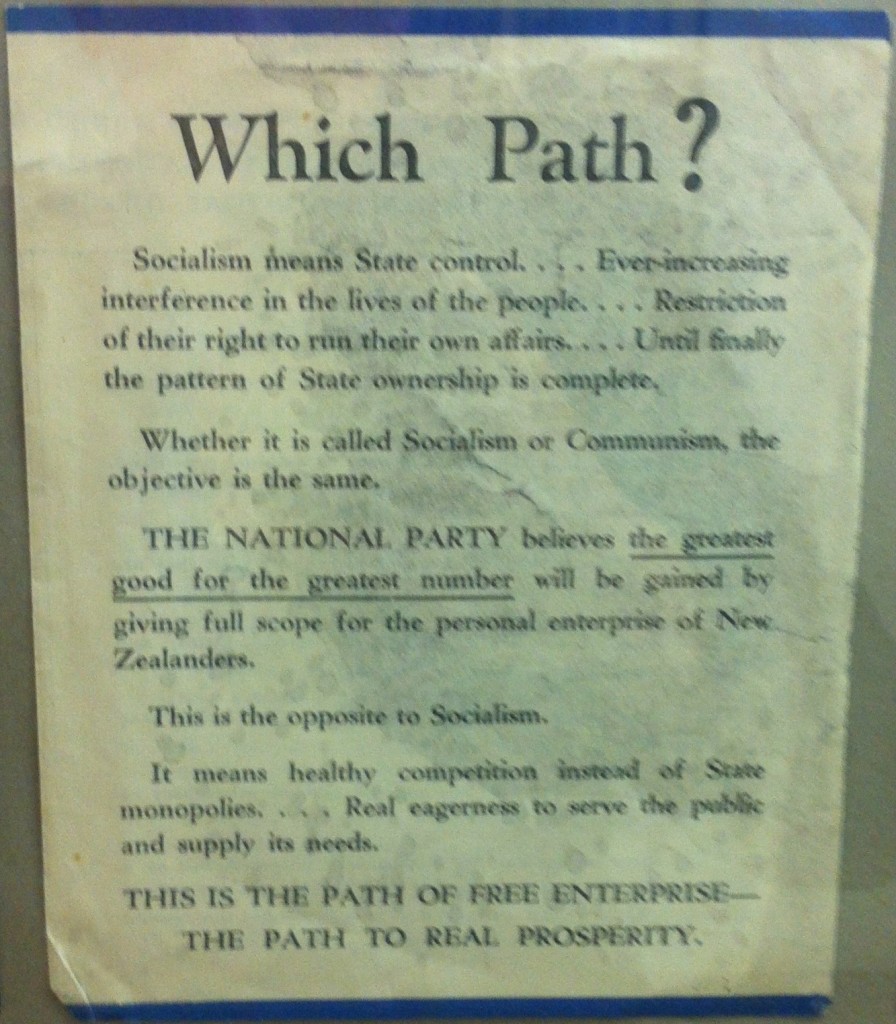 Which Path?
Socialism means State control. . . . Ever-increasing
interference in the lives of the people. . . . Restriction
of their right to run their own affairs. . . . Until finally
the pattern of State ownership is complete.
Whether it is called Socialism or Communism, the
objective is the same.
THE NATIONAL PARTY believes the greatest
good for the greatest number will be gained by
giving full scope for the personal enterprise of New
Zealanders.
This is the opposite to Socialism.
It means healthy competition instead of State
monopolies. . . . Real eagerness to serve the public
and supply its needs.
THIS IS THE PATH OF FREE ENTERPRISE—
THE PATH TO REAL PROSPERITY.